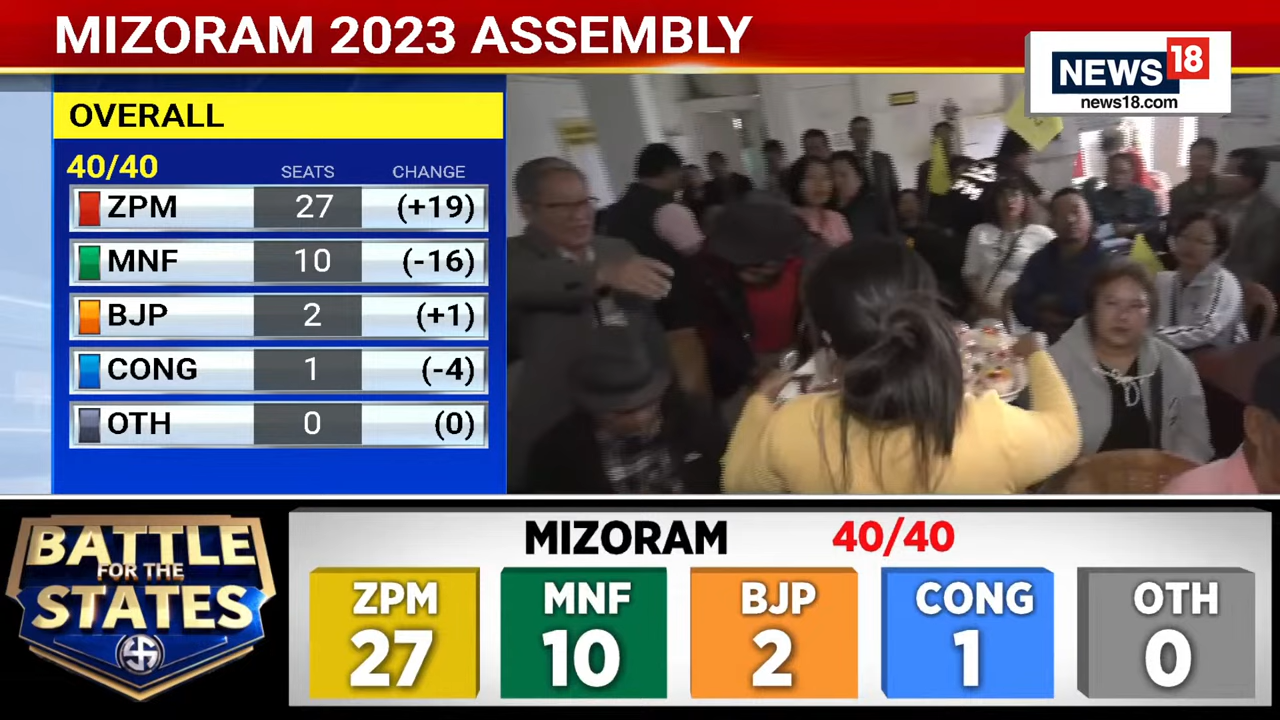 MIZORAM 2023 ASSEMBLY
NEWS 18
news18.com
OVERALL
40/40 SEATS CHANGE
ZPM 27 (+19)
MNF 10 (-16)
BJP 2 (+1)
CONG 1 (-4)
OTH 0 (0)
BATTLE
FOR THE
STATES
MIZORAM 40/40
ZPM MNF BJP CONG OTH
27 10 2 1 0